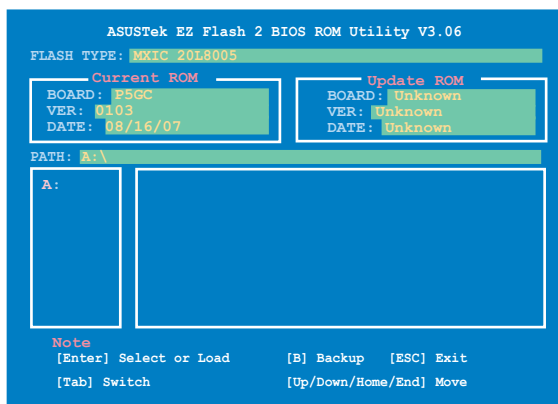 ASUSTek EZ Flash 2 BIOS ROM Utility V3.06
FLASH TYPE: MXIC 20L8005
Current ROM
BOARD: P5GC
VER: 0103
DATE: 08/16/07
Update ROM
BOARD: Unknown
VER: Unknown
DATE: Unknown
PATH: A:\
A:
Note
[Enter] Select or Load [B] Backup [ESC] Exit
[Tab] Switch [Up/Down/Home/End] Move